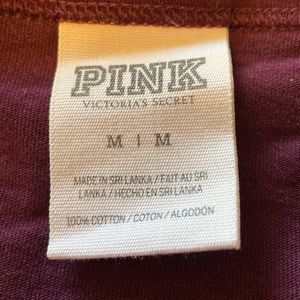 PINK
VICTORIA'S SECRET
M | M
MADE IN SRI LANKA / FAIT AU SRI
LANKA / HECHO EN SRI LANKA
100% COTTON / COTON / ALGODÓN